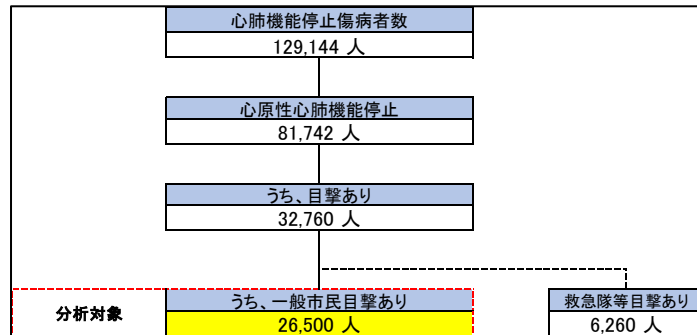 心肺機能停止傷病者数
129,144 人
心原性心肺機能停止
81,742 人
うち、目撃あり
32,760 人
分析対象
うち、一般市民目撃あり
26,500 人
救急隊等目撃あり
6,260 人